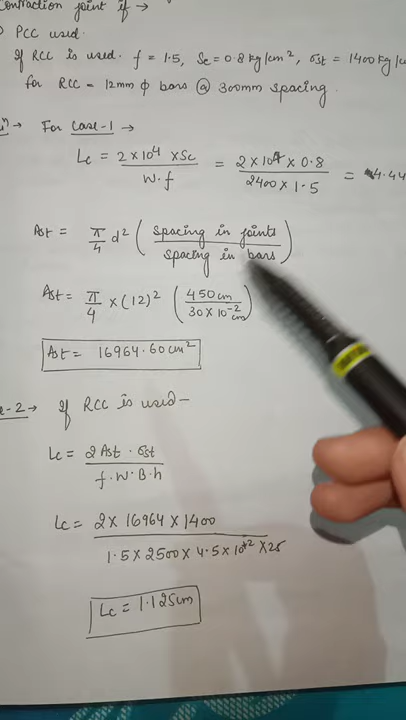 Contraction joint if →
PCC used.
If RCC is used. f = 1.5, Sc = 0.8 kg/cm², σst = 1400 kg/c
for RCC = 12mm ϕ bars @ 300mm spacing.
→ For Case-1 →
Lc = 2×10⁴ × Sc / W.f = 2×10⁴ × 0.8 / 2400 × 1.5 = 4.44
Ast = π/4 d² (spacing in joints / spacing in bars)
Ast = π/4 × (12)² (450cm / 30×10⁻² cm)
Ast = 16964.60 cm²
e-2 → If RCC is used -
Lc = 2 Ast . σst / f.W.B.h
Lc = 2 × 16964 × 1400 / 1.5 × 2500 × 4.5 × 10⁺² × 25
Lc = 1.125cm